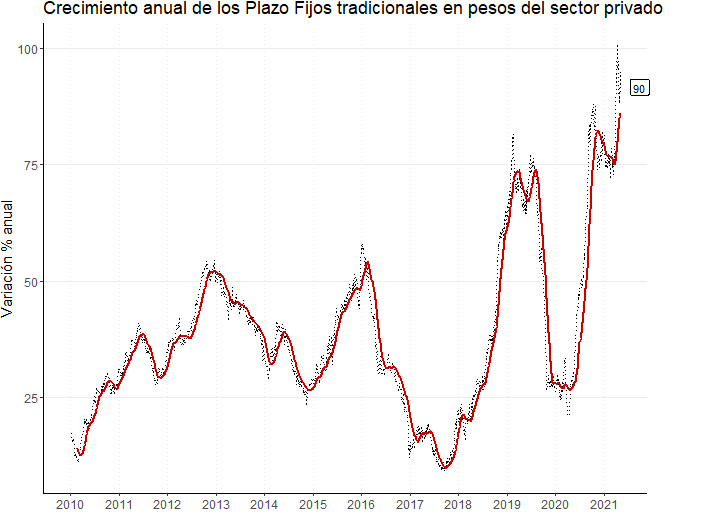 Crecimiento anual de los Plazo Fijos tradicionales en pesos del sector privado
100
90
75
Variación % anual
50
25
2010 2011 2012 2013 2014 2015 2016 2017 2018 2019 2020 2021